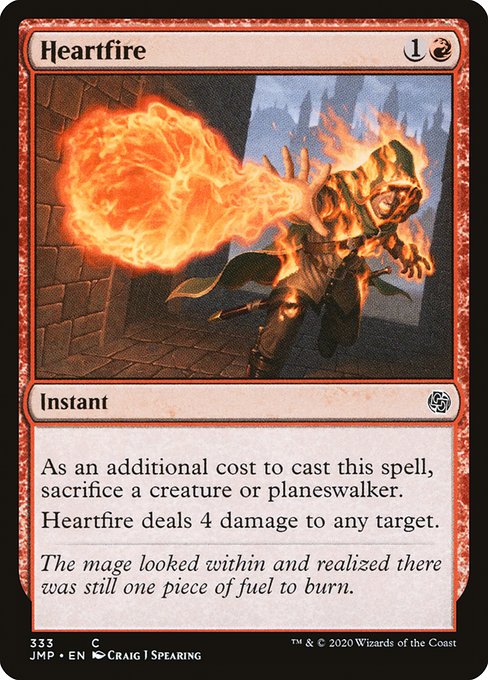 Heartfire 1
Instant
As an additional cost to cast this spell,
sacrifice a creature or planeswalker.
Heartfire deals 4 damage to any target.
The mage looked within and realized there
was still one piece of fuel to burn.
333 C
JMP • EN Craig J Spearing
™ & © 2020 Wizards of the Coast